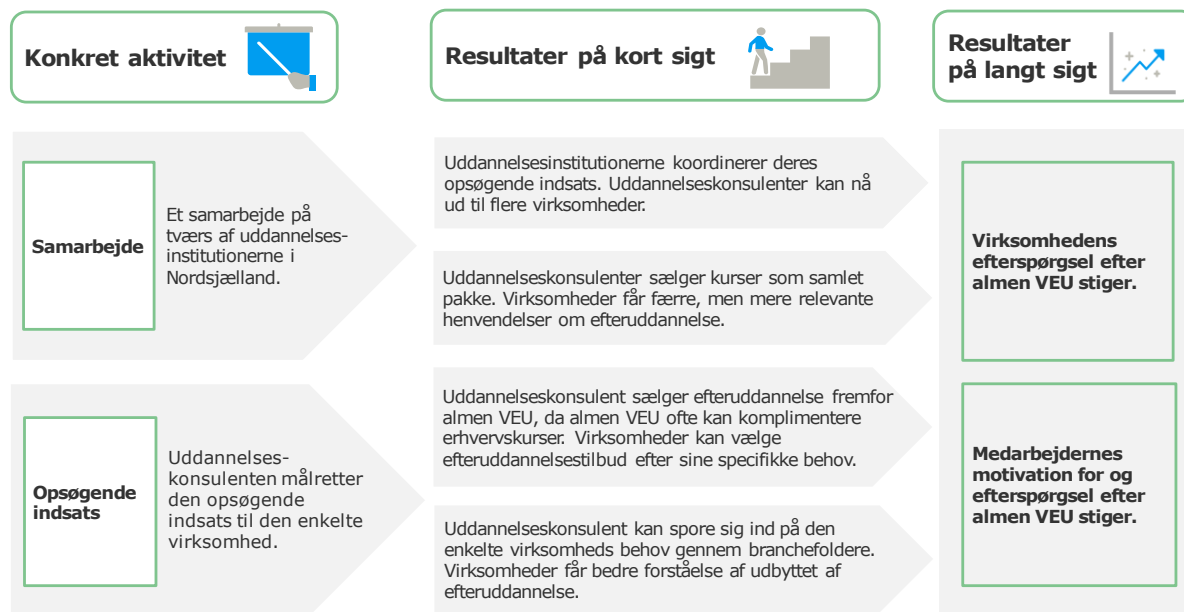 Konkret aktivitet
Resultater på kort sigt
Resultater
på langt sigt
Samarbejde
Et samarbejde på
tværs af uddannelses-
institutionerne i
Nordsjælland.
Uddannelsesinstitutionerne koordinerer deres
opsøgende indsats. Uddannelseskonsulenter kan nå
ud til flere virksomheder.
Uddannelseskonsulenter sælger kurser som samlet
pakke. Virksomheder får færre, men mere relevante
henvendelser om efteruddannelse.
Virksomhedens
efterspørgsel efter
almen VEU stiger.
Opsøgende
indsats
Uddannelses-
konsulenten målretter
den opsøgende
indsats til den enkelte
virksomhed.
Uddannelseskonsulent sælger efteruddannelse fremfor
almen VEU, da almen VEU ofte kan komplimentere
erhvervskurser. Virksomheder kan vælge
efteruddannelsestilbud efter sine specifikke behov.
Uddannelseskonsulent kan spore sig ind på den
enkelte virksomheds behov gennem branchefoldere.
Virksomheder får bedre forståelse af udbyttet af
efteruddannelse.
Medarbejdernes
motivation for og
efterspørgsel efter
almen VEU stiger.